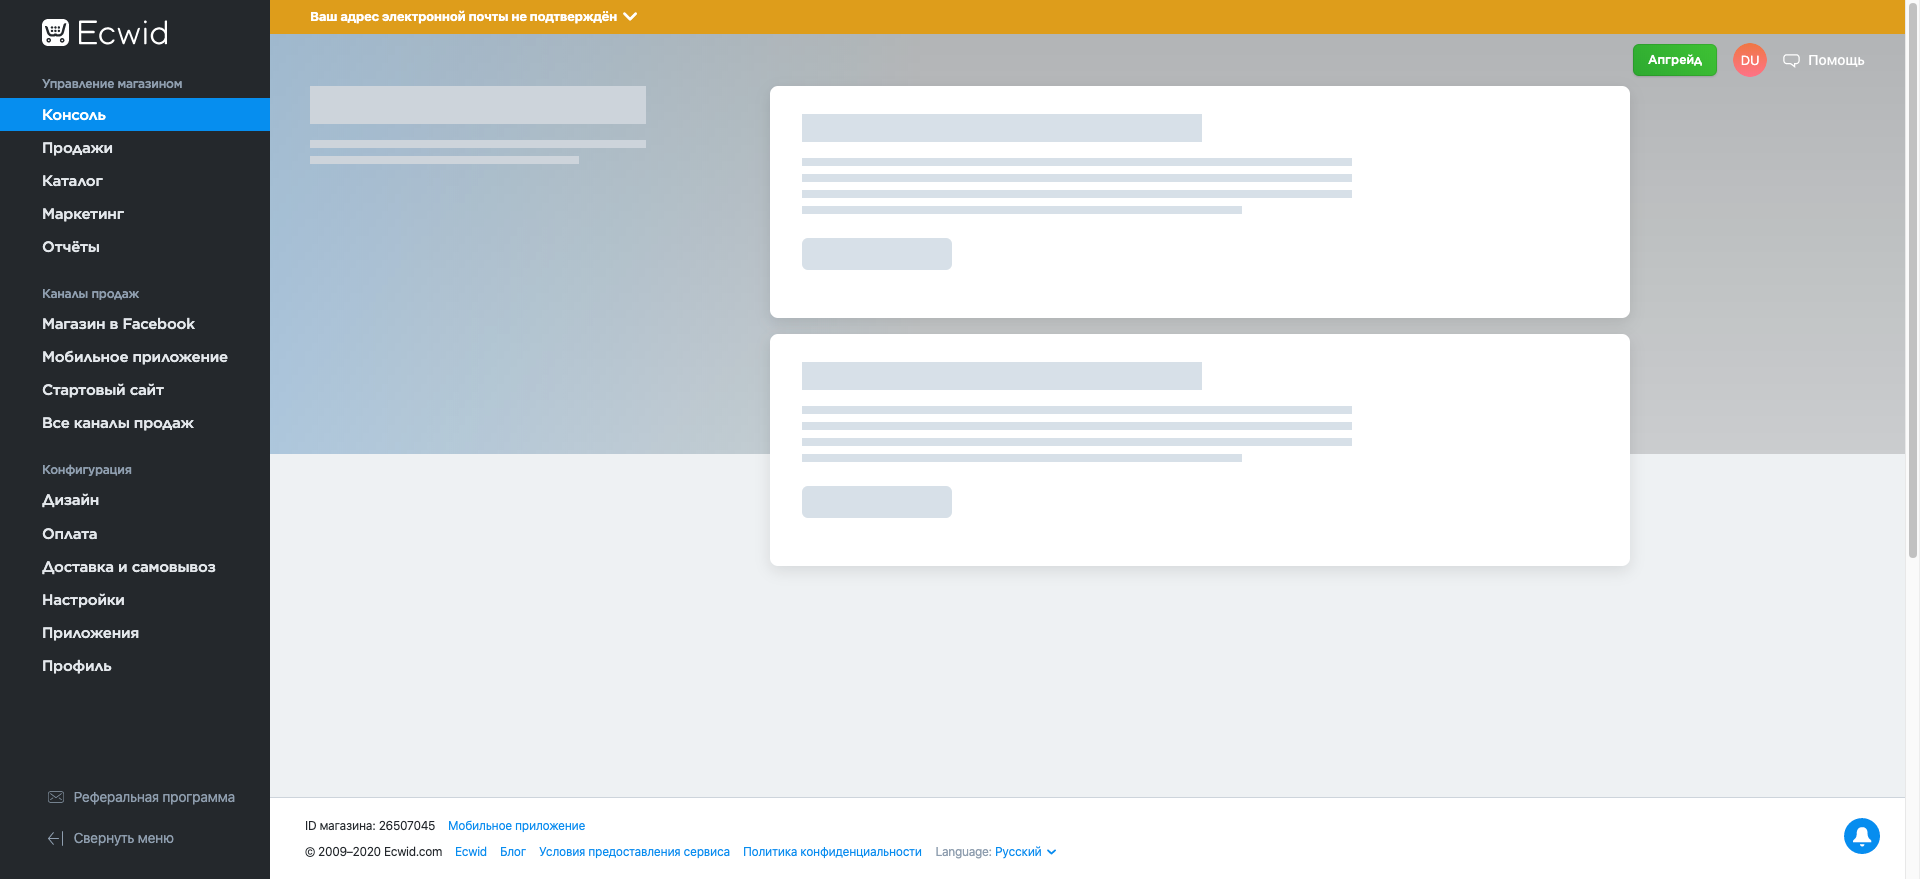 Ecwid
Управление магазином
Консоль
Продажи
Каталог
Маркетинг
Отчёты
Каналы продаж
Магазин в Facebook
Мобильное приложение
Стартовый сайт
Все каналы продаж
Конфигурация
Дизайн
Оплата
Доставка и самовывоз
Настройки
Приложения
Профиль
Реферальная программа
Свернуть меню
Ваш адрес электронной почты не подтверждён
Апгрейд DU Помощь
ID магазина: 26507045 Мобильное приложение
© 2009–2020 Ecwid.com Ecwid Блог Условия предоставления сервиса Политика конфиденциальности Language: Русский